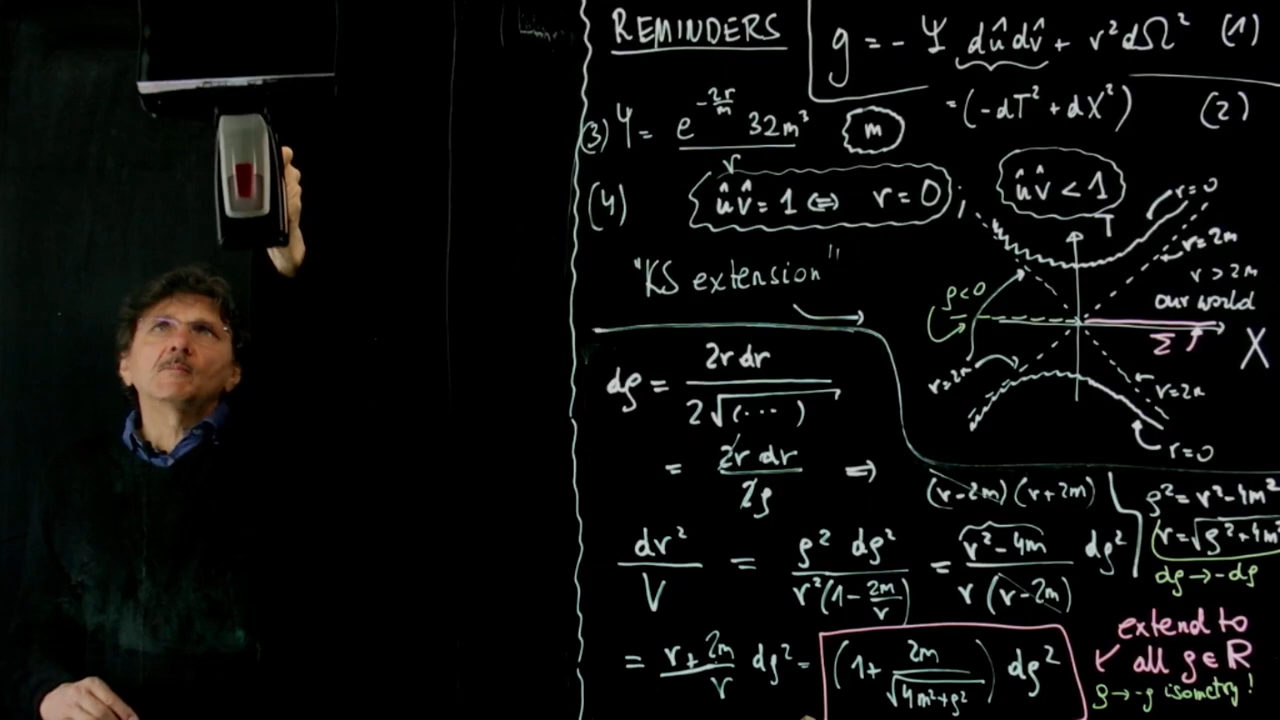 REMINDERS
g = - Ψ dûdv̂ + r²dΩ² (1)
= (-dT² + dX²) (2)
(3) Ψ = e^{-2r/m} 32m³ / r
m
(4) ûv̂ = 1 ⇔ r = 0 ; ûv̂ < 1
"KS extension"
T
r=0
r=2m
r > 2m
our world
X
Σ
ρ<0
r=2m
r=2m
r=0
dρ = 2r dr / 2√(···)
= 2r dr / 2ρ ⇒
(r-2m)(r+2m)
ρ² = r² - 4m²
r = √ρ²+4m²
dρ → -dρ
dr² / V = ρ² dρ² / r²(1 - 2m/r) = r² - 4m / r(r-2m) dρ²
= r + 2m / r dρ² = (1 + 2m / √4m²+ρ²) dρ²
extend to
all ρ ∈ R
ρ → -ρ isometry!